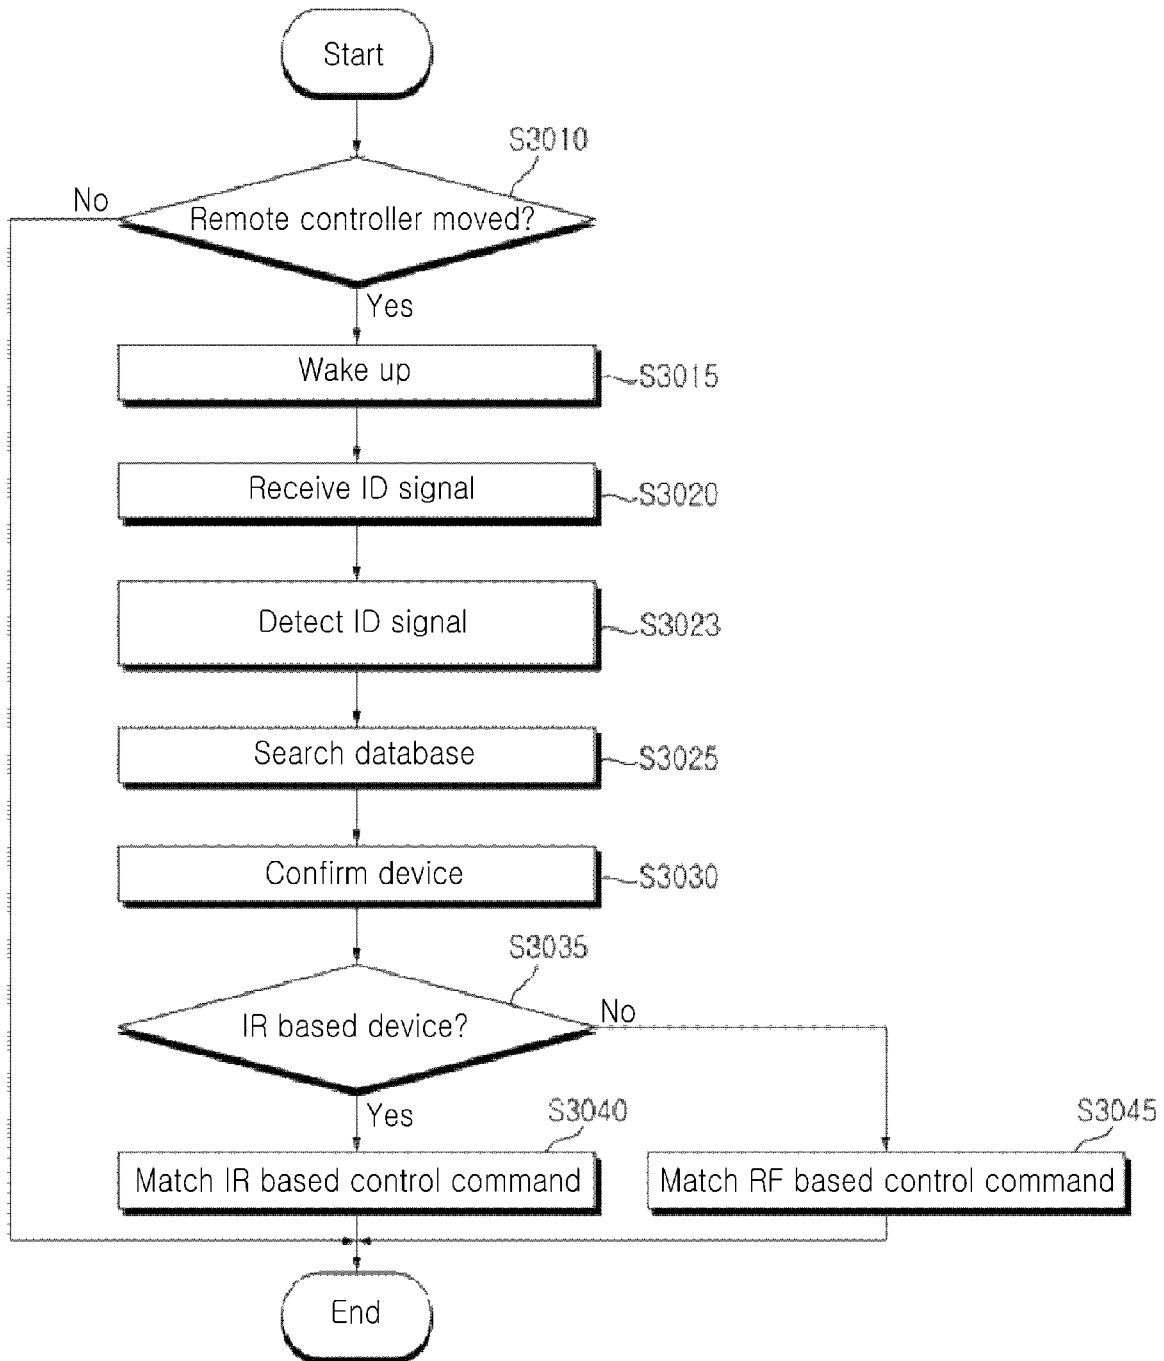 Start
S3010
No
Remote controller moved?
Yes
Wake up
S3015
Receive ID signal
S3020
Detect ID signal
S3023
Search database
S3025
Confirm device
S3030
S3035
IR based device?
No
Yes
S3040
S3045
Match IR based control command
Match RF based control command
End